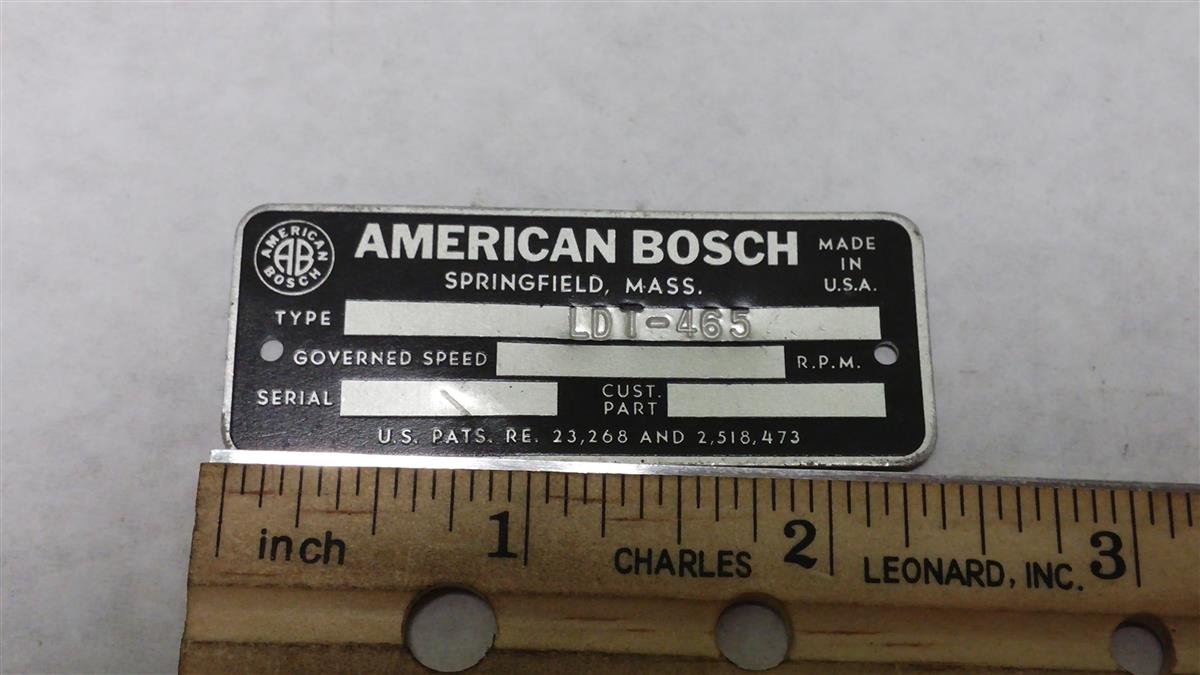 AMERICAN BOSCH
AB
AMERICAN BOSCH
SPRINGFIELD, MASS.
MADE
IN
U.S.A.
TYPE LDT-465
GOVERNED SPEED R.P.M.
SERIAL
CUST.
PART
U.S. PATS. RE. 23,268 AND 2,518,473
inch 1 2 3
CHARLES LEONARD, INC.